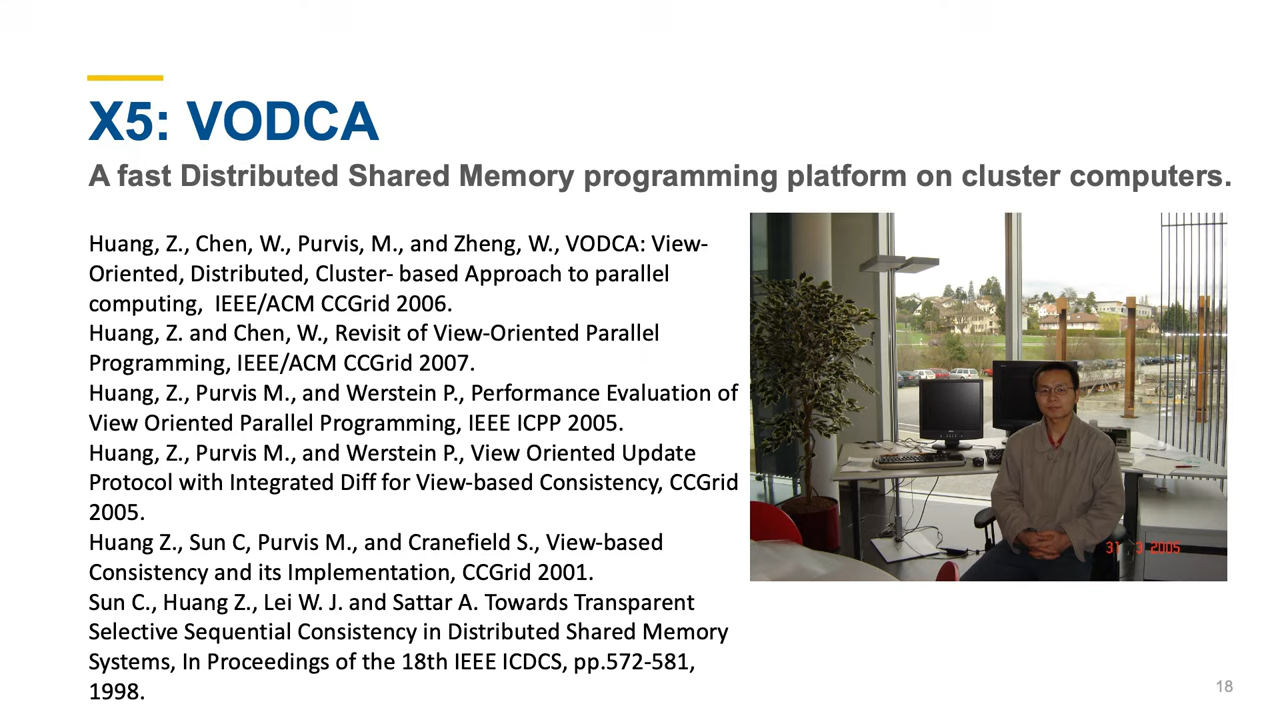 X5: VODCA
A fast Distributed Shared Memory programming platform on cluster computers.
Huang, Z., Chen, W., Purvis, M., and Zheng, W., VODCA: View-
Oriented, Distributed, Cluster- based Approach to parallel
computing,  IEEE/ACM CCGrid 2006.
Huang, Z. and Chen, W., Revisit of View-Oriented Parallel
Programming, IEEE/ACM CCGrid 2007.
Huang, Z., Purvis M., and Werstein P., Performance Evaluation of
View Oriented Parallel Programming, IEEE ICPP 2005.
Huang, Z., Purvis M., and Werstein P., View Oriented Update
Protocol with Integrated Diff for View-based Consistency, CCGrid
2005.
Huang Z., Sun C, Purvis M., and Cranefield S., View-based
Consistency and its Implementation, CCGrid 2001.
Sun C., Huang Z., Lei W. J. and Sattar A. Towards Transparent
Selective Sequential Consistency in Distributed Shared Memory
Systems, In Proceedings of the 18th IEEE ICDCS, pp.572-581,
1998.
31 3 2005
18